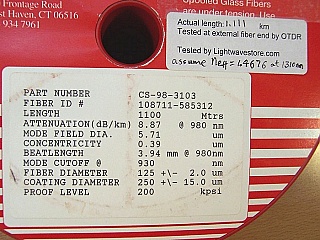 Frontage Road
st Haven, CT 06516
934 7961
Spooled Glass Fibers
are under Tension. Use
Actual length: 1.111 km
Tested at external fiber end by OTDR
Tested by Lightwavestore.com
assume Neff = 1.4676 at 1310nm
PART NUMBER CS-98-3103
FIBER ID # 108711-585312
LENGTH 1100 Mtrs
ATTENUATION(dB/km) 8.87 @ 980 nm
MODE FIELD DIA. 5.71 um
CONCENTRICITY 0.39 um
BEATLENGTH 3.94 mm @ 980nm
MODE CUTOFF @ 930 nm
FIBER DIAMETER 125 +\- 2.0 um
COATING DIAMETER 250 +\- 15.0 um
PROOF LEVEL 200 kpsi